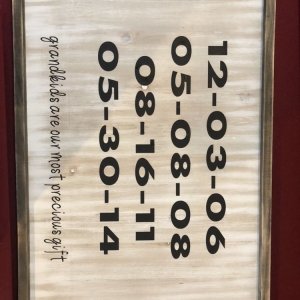 12-03-06
05-08-08
08-16-11
05-30-14
grandkids are our most precious gift